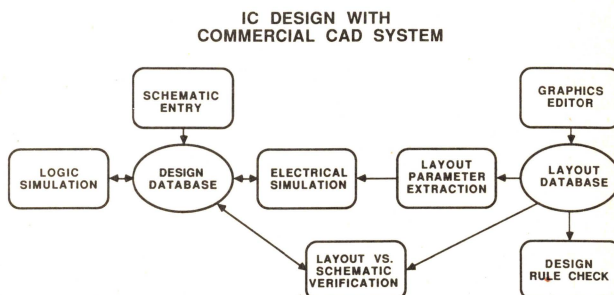 IC DESIGN WITH
COMMERCIAL CAD SYSTEM
SCHEMATIC
ENTRY
GRAPHICS
EDITOR
LOGIC
SIMULATION
DESIGN
DATABASE
ELECTRICAL
SIMULATION
LAYOUT
PARAMETER
EXTRACTION
LAYOUT
DATABASE
LAYOUT VS.
SCHEMATIC
VERIFICATION
DESIGN
RULE CHECK